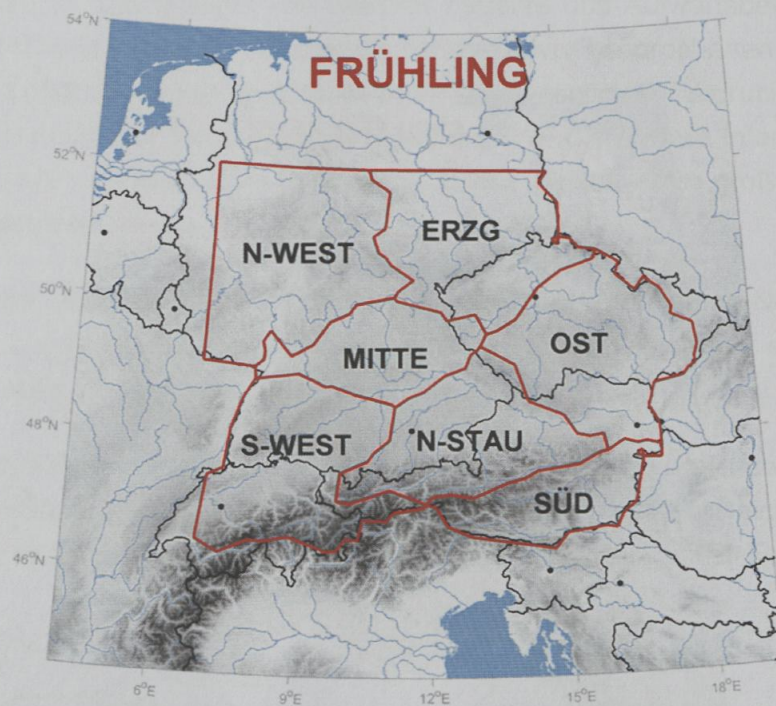 54°N
FRÜHLING
52°N
ERZG
N-WEST
50°N
OST
MITTE
48°N
S-WEST
N-STAU
SÜD
46°N
6°E
9°E
12°E
15°E
18°E